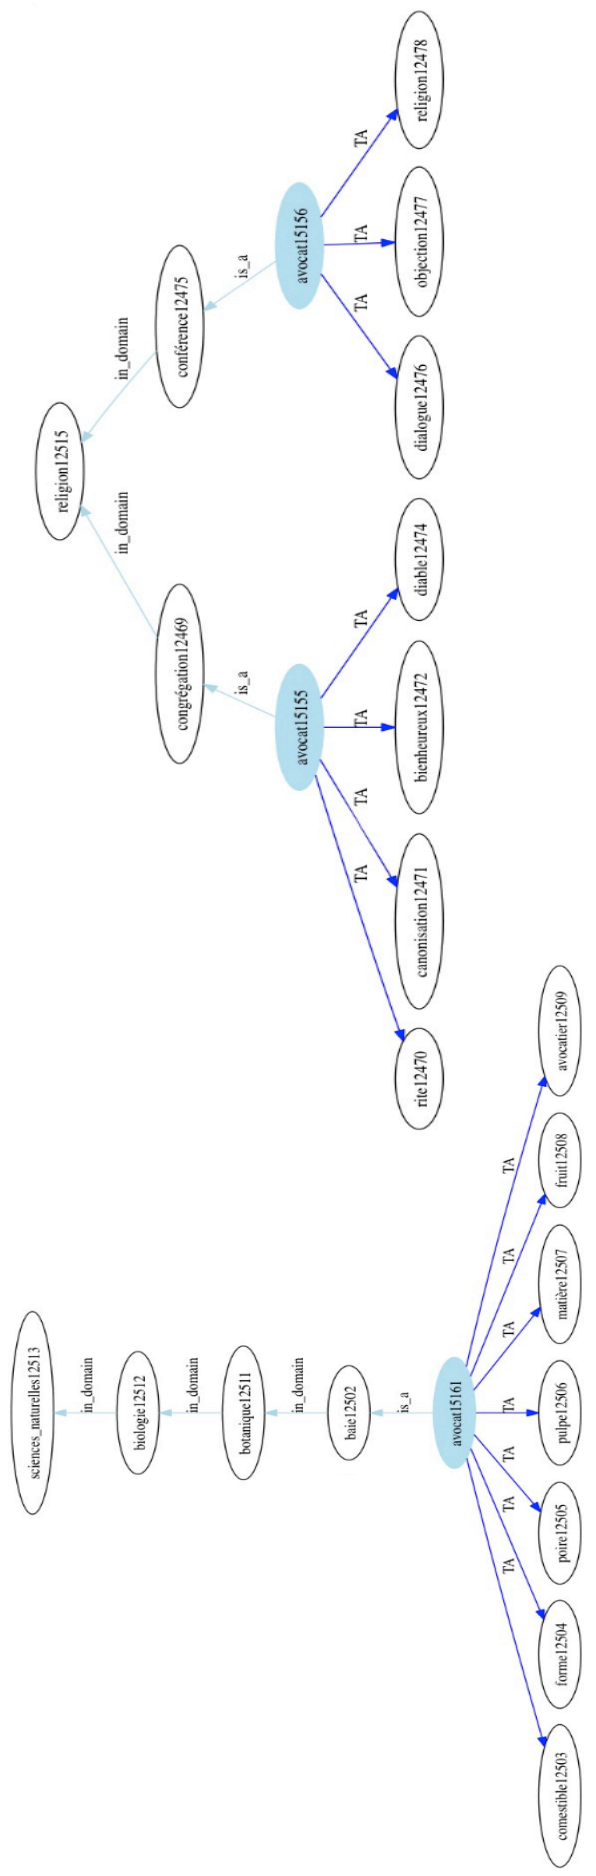 sciences_naturelles12513
in_domain
biologie12512
in_domain
botanique12511
in_domain
baie12502
is_a
avocat15161
TA
TA
TA
TA
TA
TA
TA
comestible12503
forme12504
poire12505
pulpe12506
matière12507
fruit12508
avocatier12509
religion12515
in_domain
in_domain
congrégation12469
conférence12475
is_a
is_a
avocat15155
avocat15156
TA
TA
TA
TA
TA
TA
TA
rite12470
canonisation12471
bienheureux12472
diable12474
dialogue12476
objection12477
religion12478